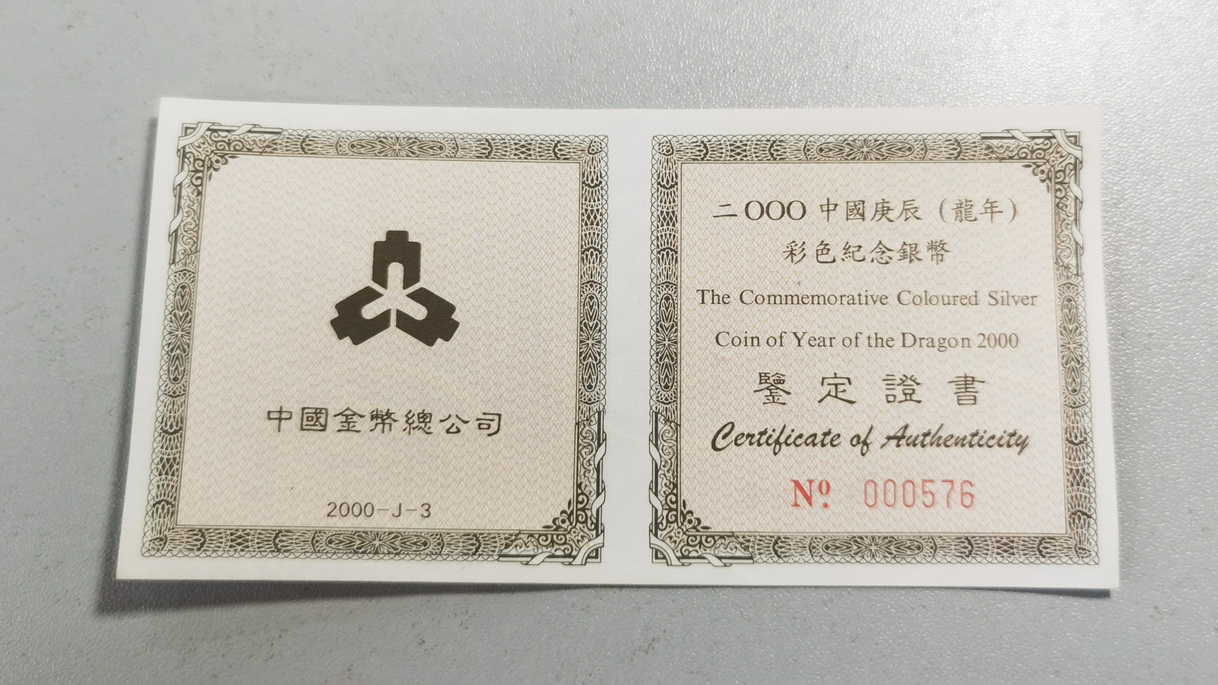 中國金幣總公司
2000-J-3
二OOO 中國庚辰（龍年）
彩色紀念銀幣
The Commemorative Coloured Silver
Coin of Year of the Dragon 2000
鑒定證書
Certificate of Authenticity
Nº 000576